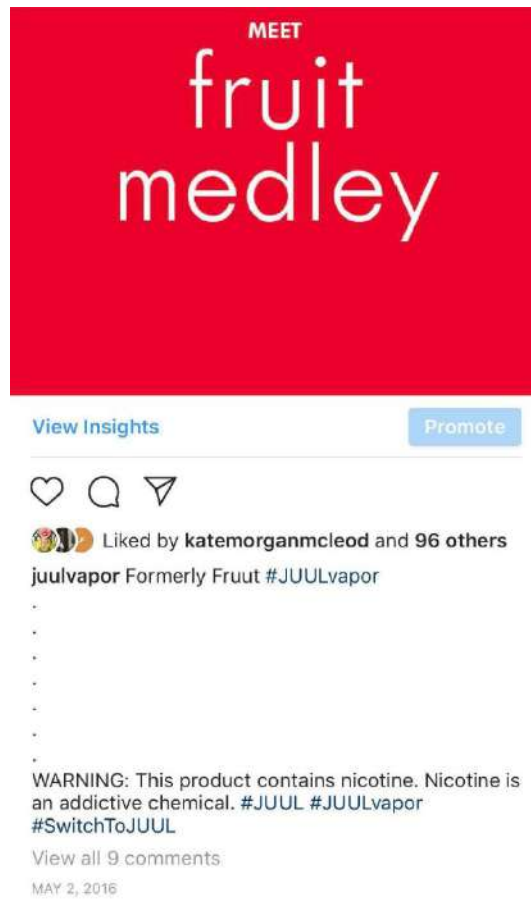 MEET
fruit
medley
View Insights
Promote
Liked by katemorganmcleod and 96 others
juulvapor Formerly Fruut #JUULvapor
.
.
.
.
.
.
.
WARNING: This product contains nicotine. Nicotine is
an addictive chemical. #JUUL #JUULvapor
#SwitchToJUUL
View all 9 comments
MAY 2, 2016